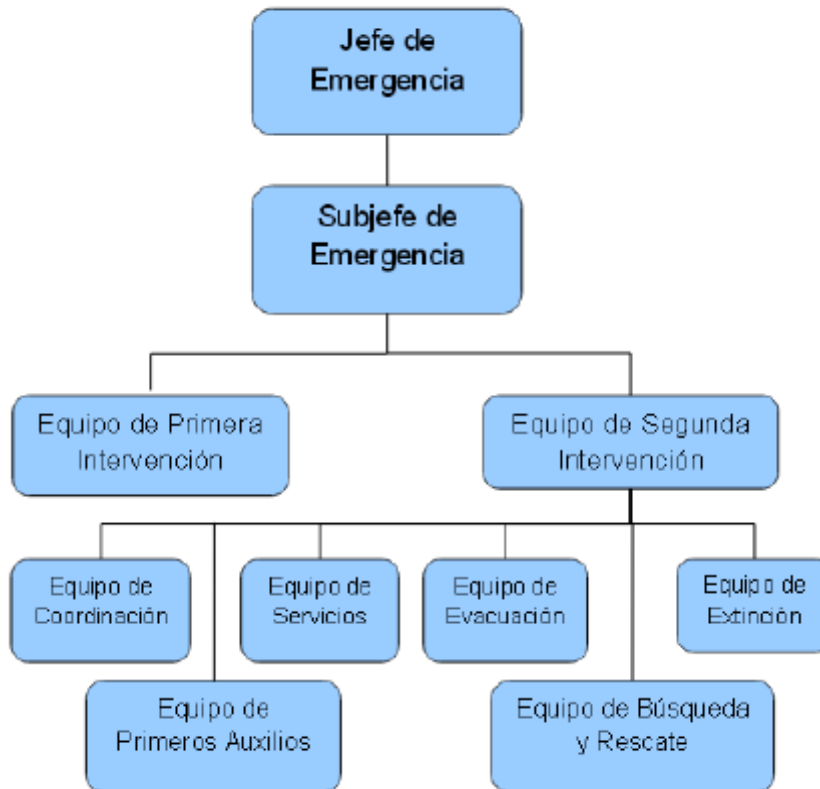 Jefe de
Emergencia
Subjefe de
Emergencia
Equipo de Primera
Intervención
Equipo de Segunda
Intervención
Equipo de
Coordinación
Equipo de
Servicios
Equipo de
Evacuación
Equipo de
Extinción
Equipo de
Primeros Auxilios
Equipo de Búsqueda
y Rescate